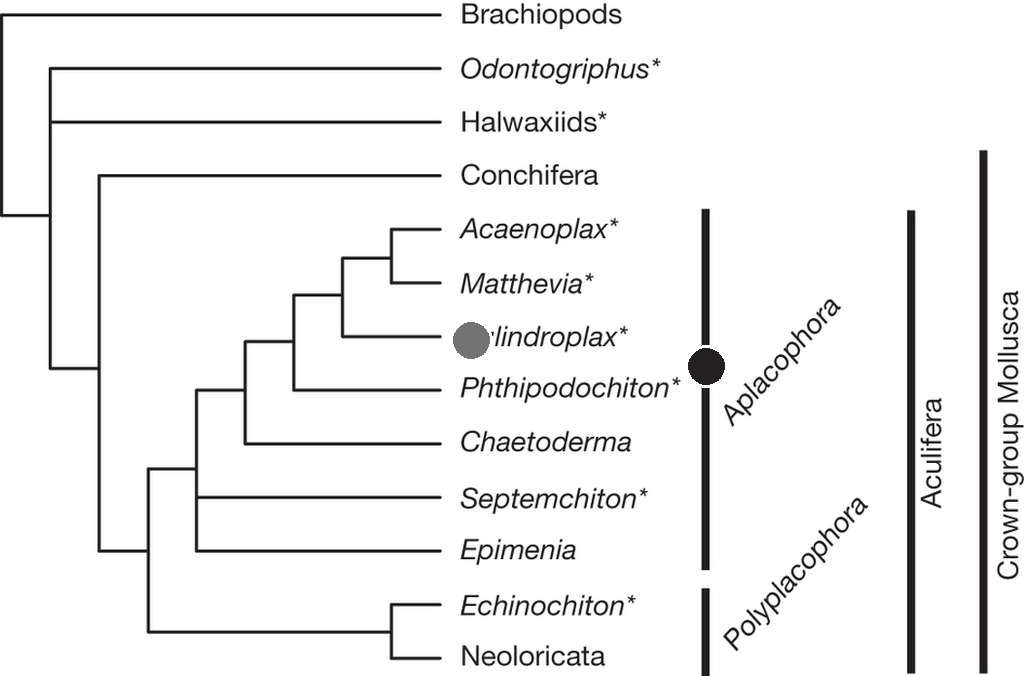 Brachiopods
Odontogriphus*
Halwaxiids*
Conchifera
Acaenoplax*
Matthevia*
lindroplax*
Phthipodochiton*
Chaetoderma
Septemchiton*
Epimenia
Echinochiton*
Neoloricata
Aplacophora
Polyplacophora
Aculifera
Crown-group Mollusca